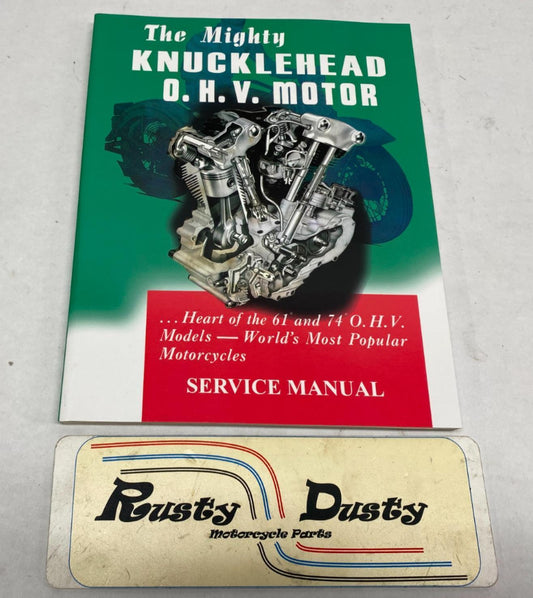 The Mighty
KNUCKLEHEAD
O.H.V. MOTOR
...Heart of the 61 and 74 O.H.V.
Models — World's Most Popular
Motorcycles
SERVICE MANUAL
Rusty Dusty
Motorcycle Parts